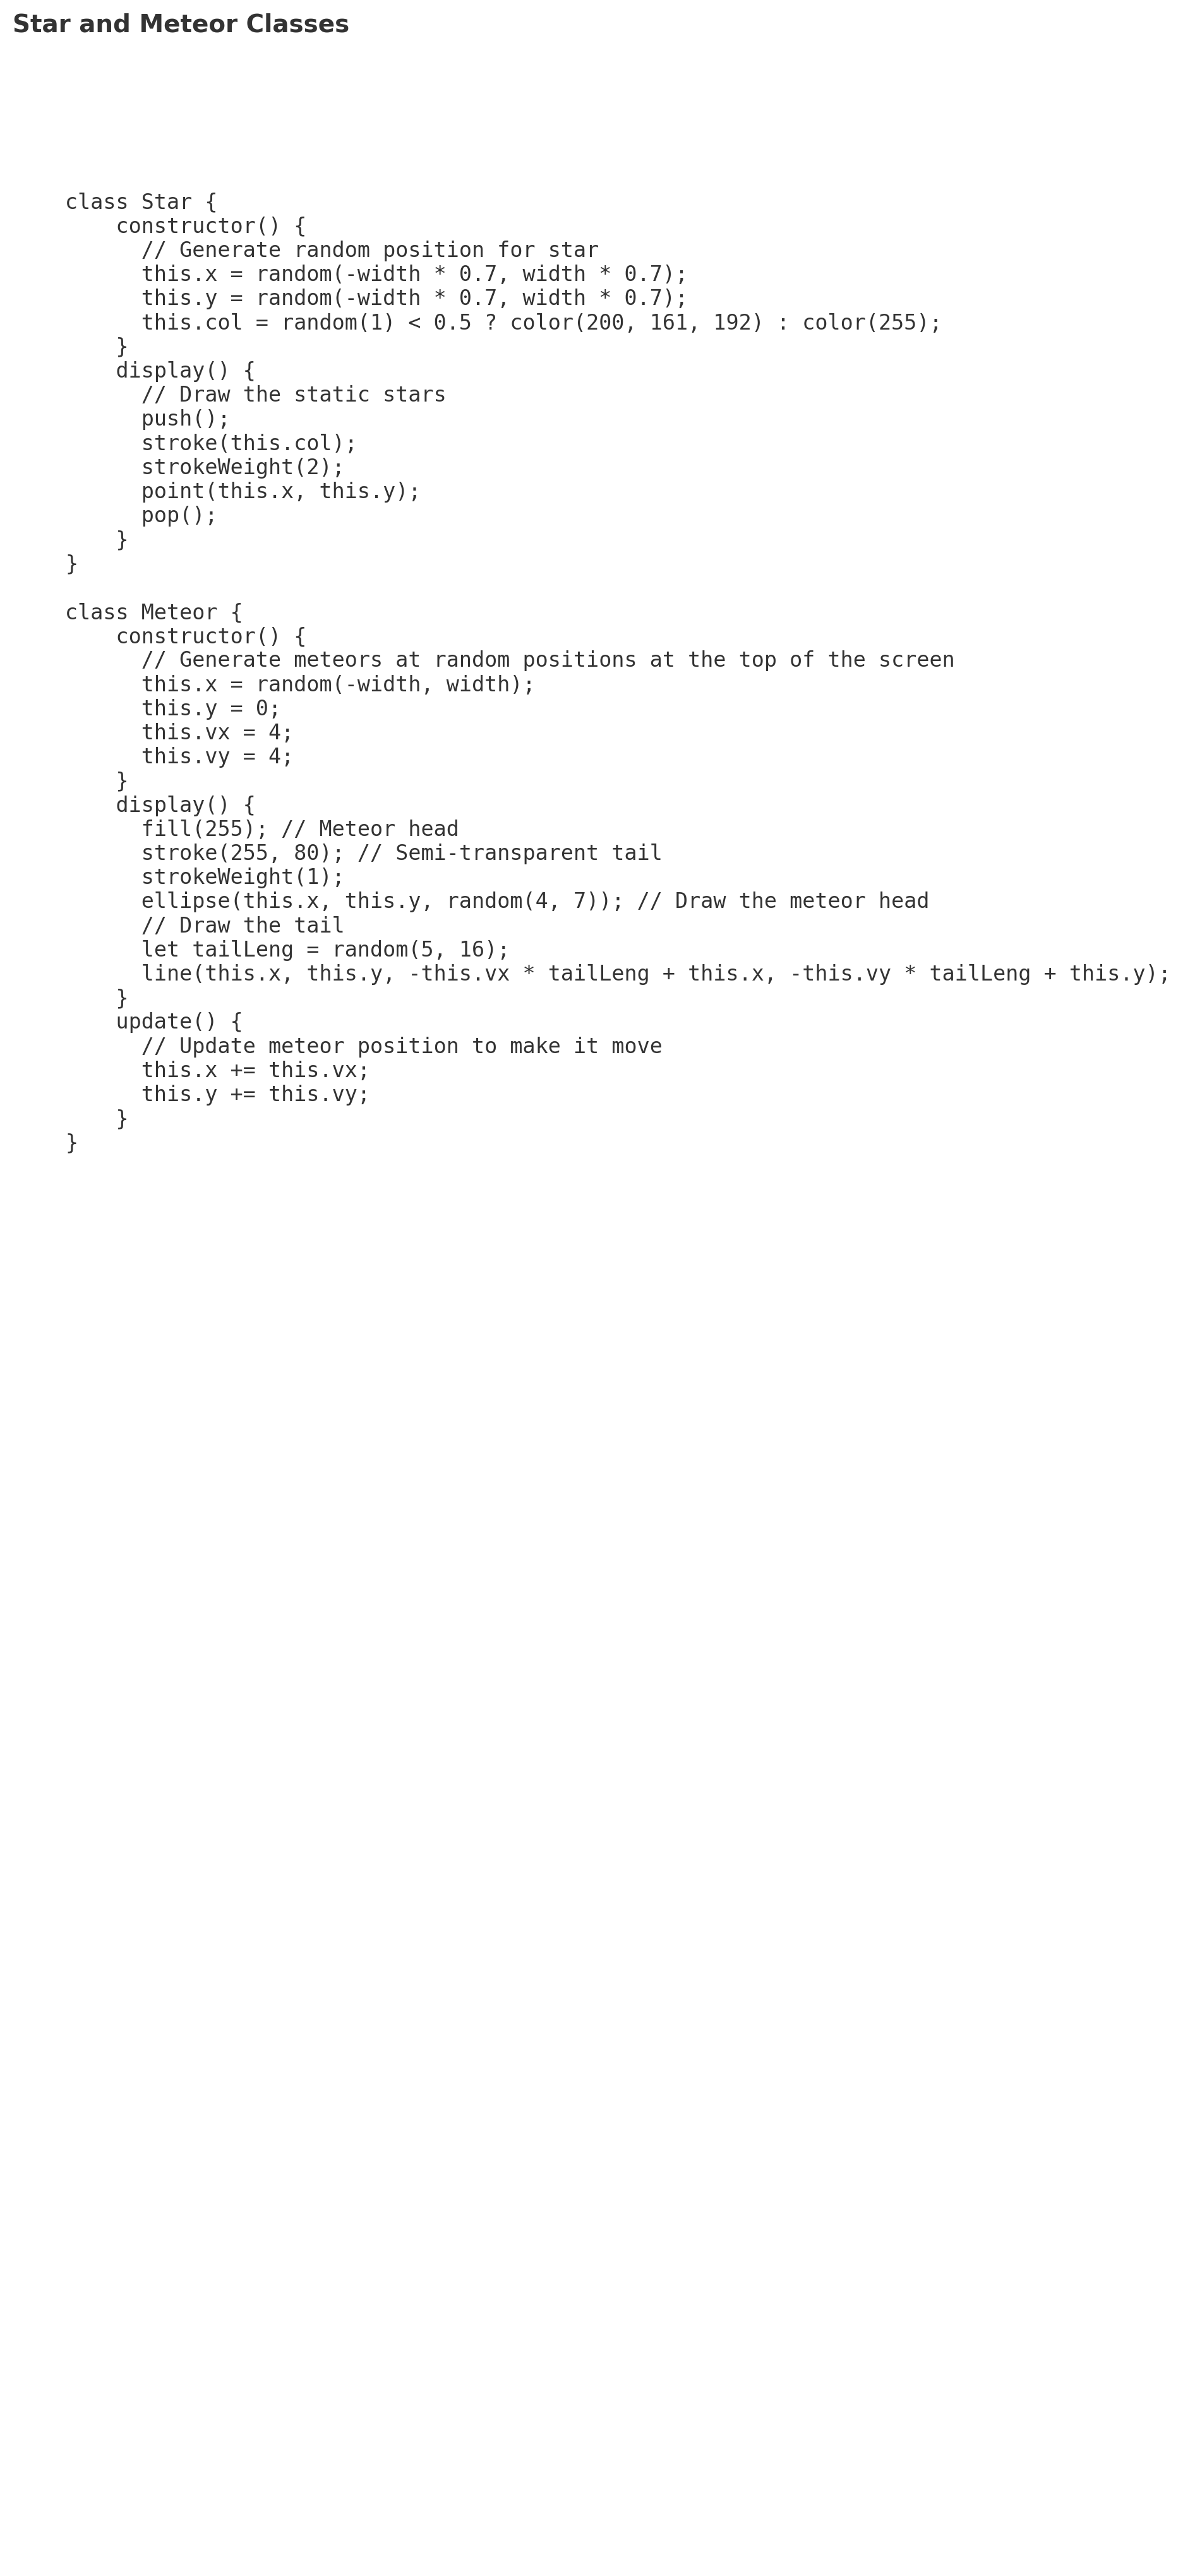 Star and Meteor Classes
class Star {
    constructor() {
      // Generate random position for star
      this.x = random(-width * 0.7, width * 0.7);
      this.y = random(-width * 0.7, width * 0.7);
      this.col = random(1) < 0.5 ? color(200, 161, 192) : color(255);
    }
    display() {
      // Draw the static stars
      push();
      stroke(this.col);
      strokeWeight(2);
      point(this.x, this.y);
      pop();
    }
}

class Meteor {
    constructor() {
      // Generate meteors at random positions at the top of the screen
      this.x = random(-width, width);
      this.y = 0;
      this.vx = 4;
      this.vy = 4;
    }
    display() {
      fill(255); // Meteor head
      stroke(255, 80); // Semi-transparent tail
      strokeWeight(1);
      ellipse(this.x, this.y, random(4, 7)); // Draw the meteor head
      // Draw the tail
      let tailLeng = random(5, 16);
      line(this.x, this.y, -this.vx * tailLeng + this.x, -this.vy * tailLeng + this.y);
    }
    update() {
      // Update meteor position to make it move
      this.x += this.vx;
      this.y += this.vy;
    }
}